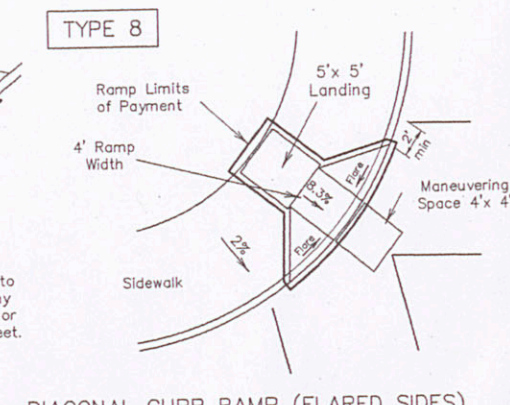 TYPE 8
5'x 5'
Landing
Ramp Limits
of Payment
4' Ramp
Width
2'
min
Flare
8.3%
Maneuvering
Space 4'x 4'
Flare
2%
Sidewalk
to
or
eet.
DIAGONAL CURB RAMP (FLARED SIDES)